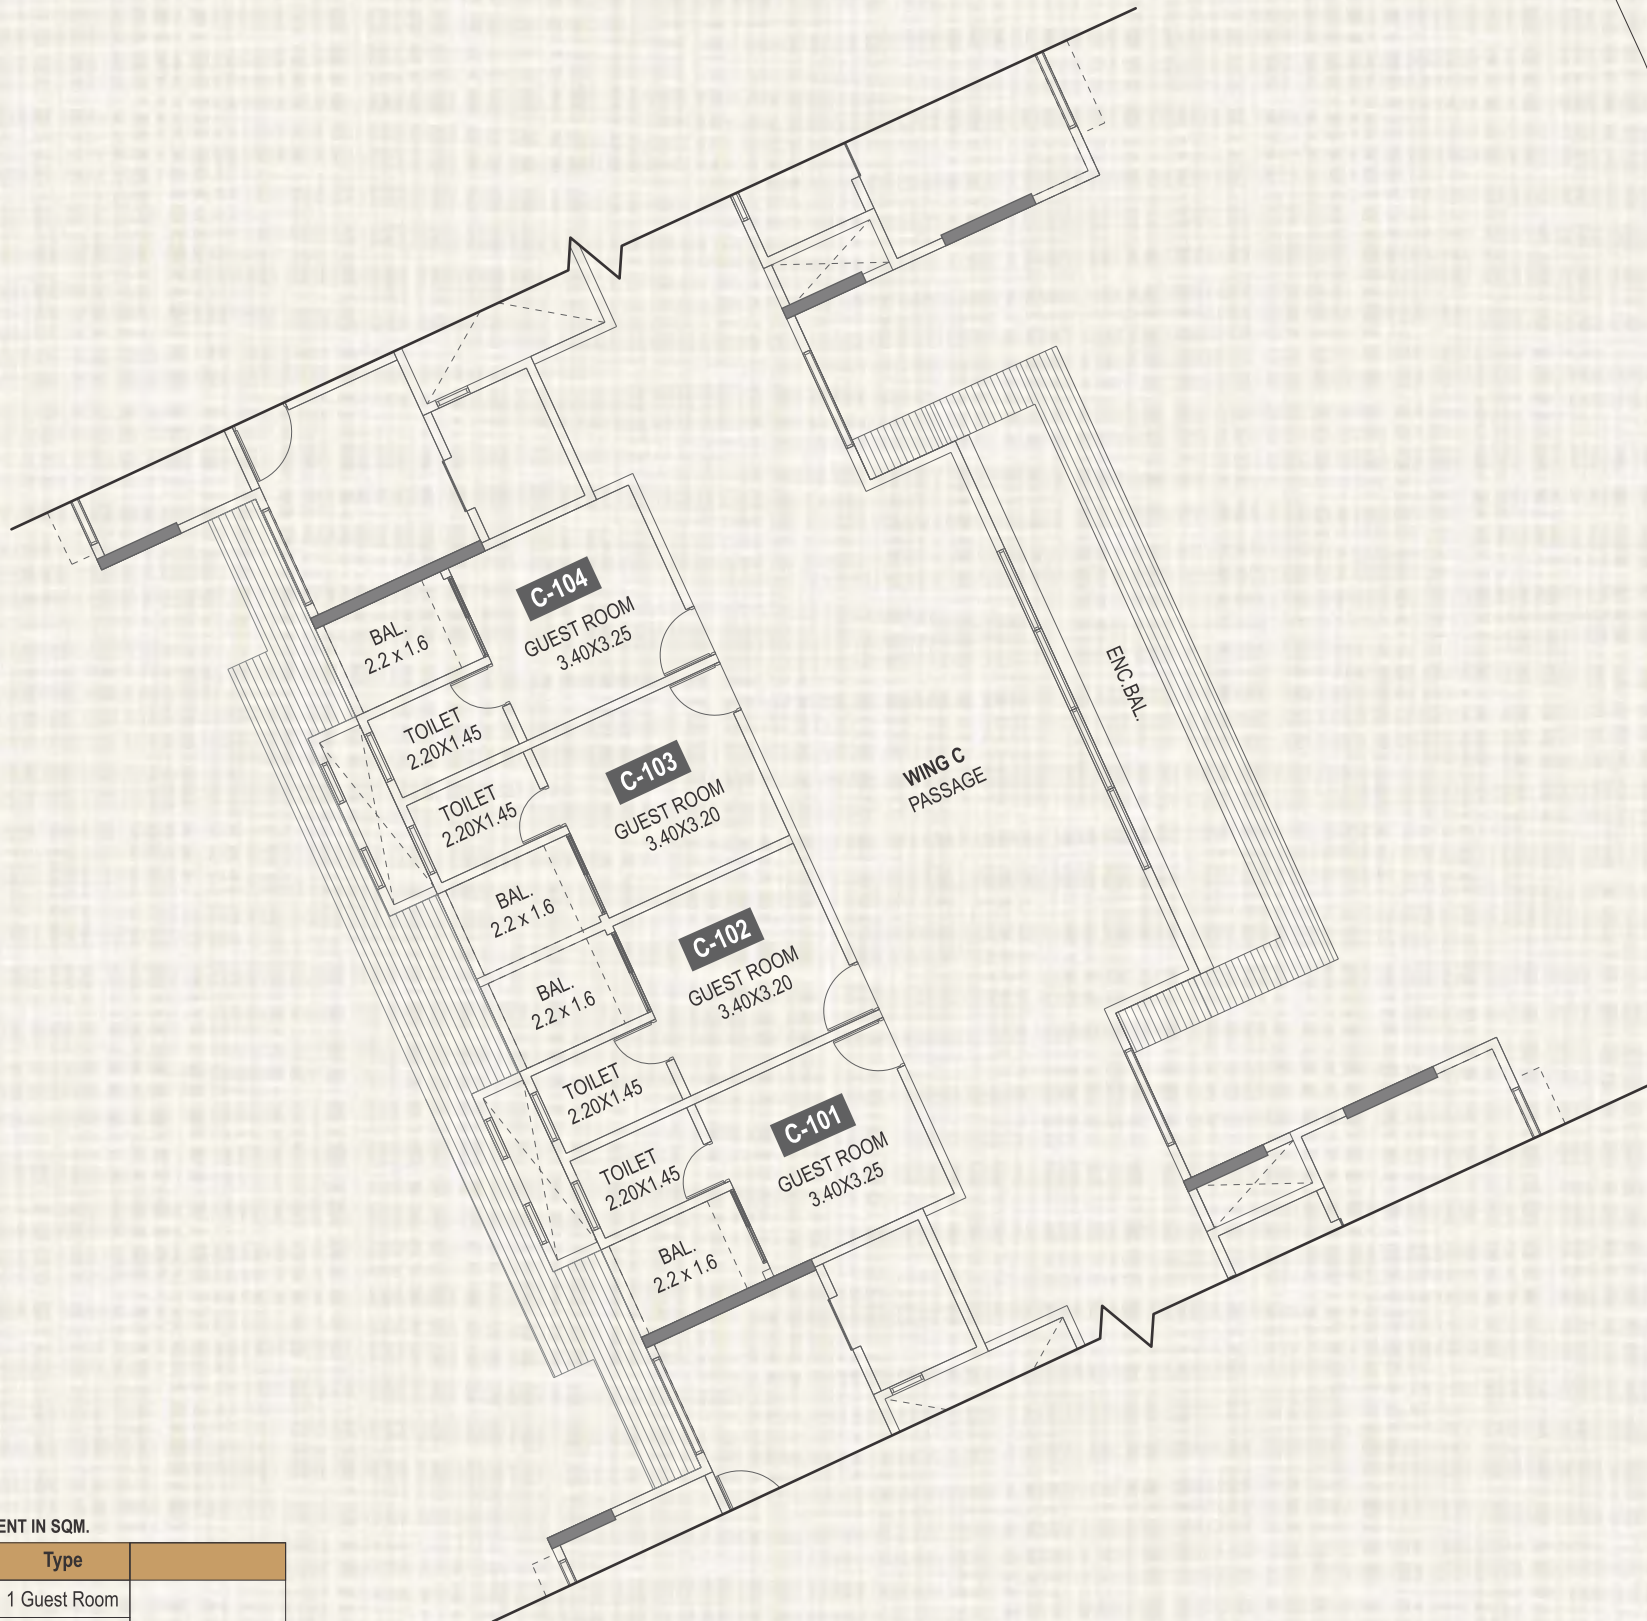 C-104
GUEST ROOM
3.40X3.25
BAL.
2.2 x 1.6
TOILET
2.20X1.45
C-103
GUEST ROOM
3.40X3.20
TOILET
2.20X1.45
BAL.
2.2 x 1.6
C-102
GUEST ROOM
3.40X3.20
BAL.
2.2 x 1.6
TOILET
2.20X1.45
C-101
GUEST ROOM
3.40X3.25
TOILET
2.20X1.45
BAL.
2.2 x 1.6
WING C
PASSAGE
ENC.BAL.
ENT IN SQM.
Type
1 Guest Room